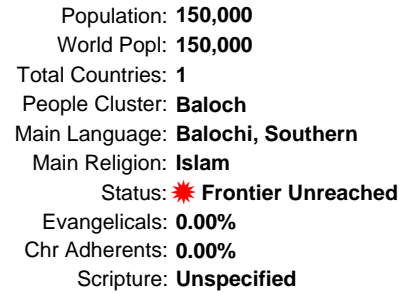 Population: 150,000
World Popl: 150,000
Total Countries: 1
People Cluster: Baloch
Main Language: Balochi, Southern
Main Religion: Islam
Status: Frontier Unreached
Evangelicals: 0.00%
Chr Adherents: 0.00%
Scripture: Unspecified